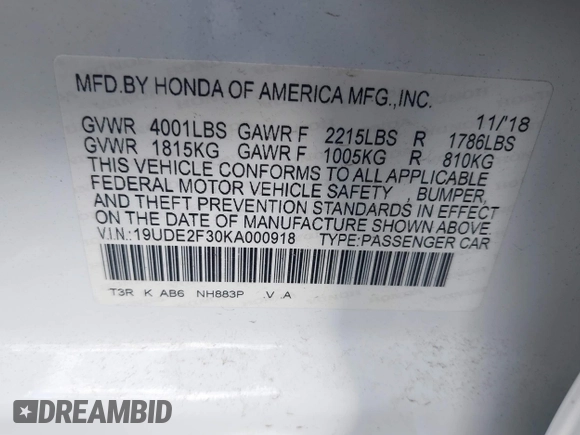 MFD.BY HONDA OF AMERICA MFG.,INC.
11/18
GVWR 4001LBS GAWR F 2215LBS R 1786LBS
GVWR 1815KG GAWR F 1005KG R 810KG
THIS VEHICLE CONFORMS TO ALL APPLICABLE
FEDERAL MOTOR VEHICLE SAFETY , BUMPER,
AND THEFT PREVENTION STANDARDS IN EFFECT
ON THE DATE OF MANUFACTURE SHOWN ABOVE.
V.I.N.:19UDE2F30KA000918 TYPE:PASSENGER CAR
T3R K AB6 NH883P .V .A
DREAMBID